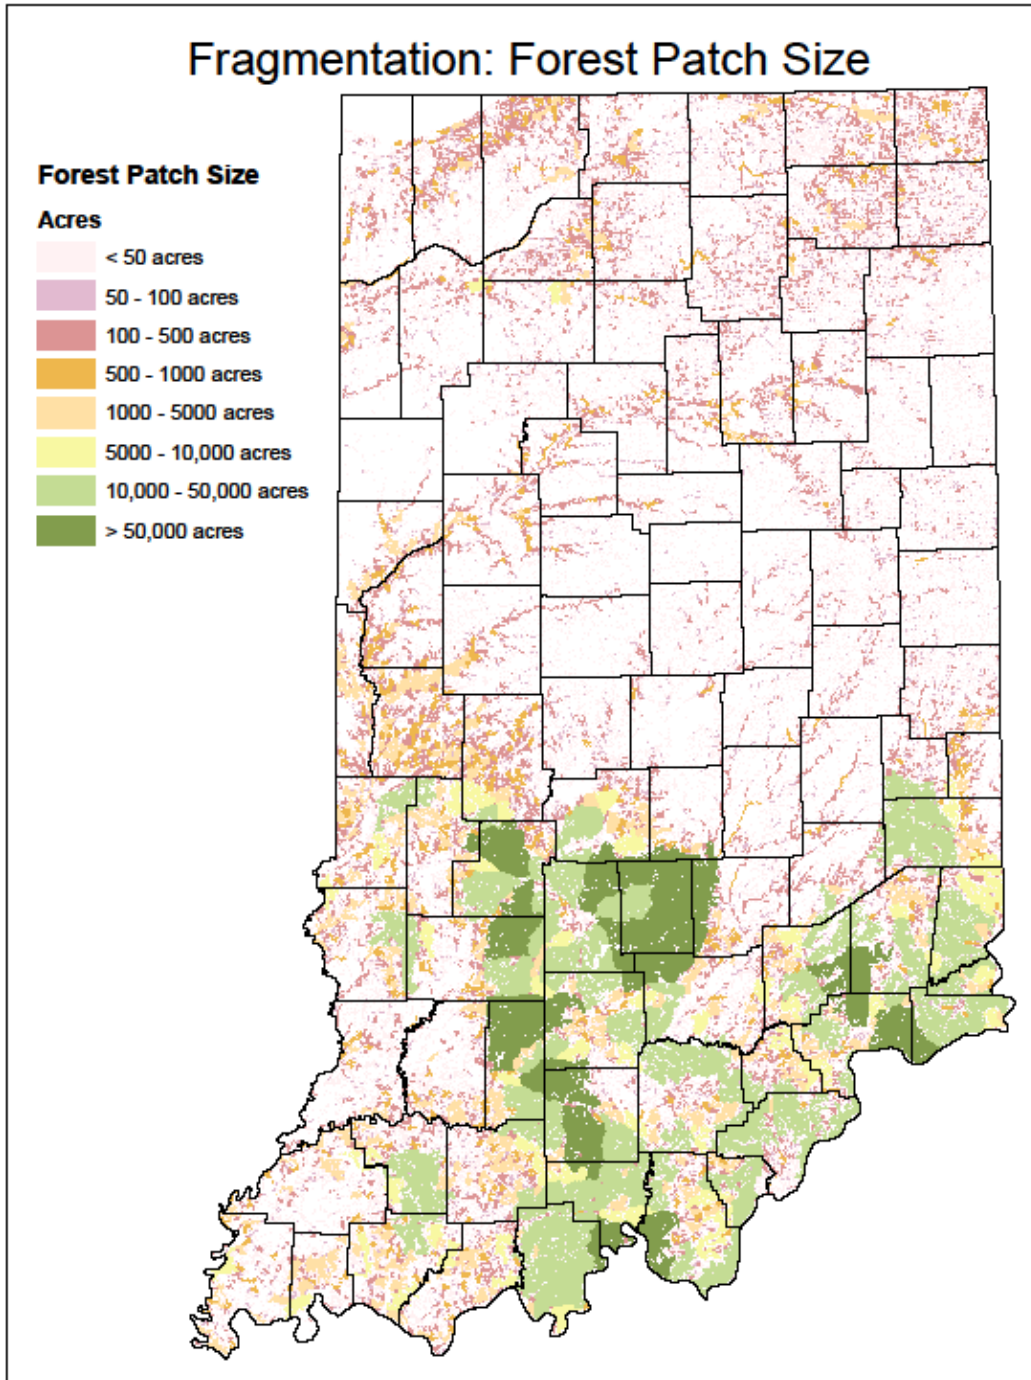 Fragmentation: Forest Patch Size
Forest Patch Size
Acres
< 50 acres
50 - 100 acres
100 - 500 acres
500 - 1000 acres
1000 - 5000 acres
5000 - 10,000 acres
10,000 - 50,000 acres
> 50,000 acres